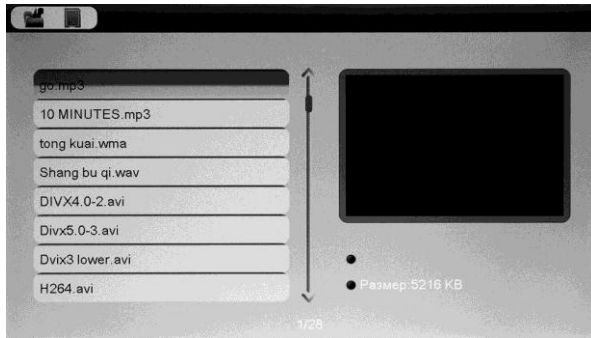 go.mp3
10 MINUTES.mp3
tong kuai.wma
Shang bu qi.wav
DIVX4.0-2.avi
Divx5.0-3.avi
Dvix3 lower.avi
H264.avi
Размер:5216 KB
1/28